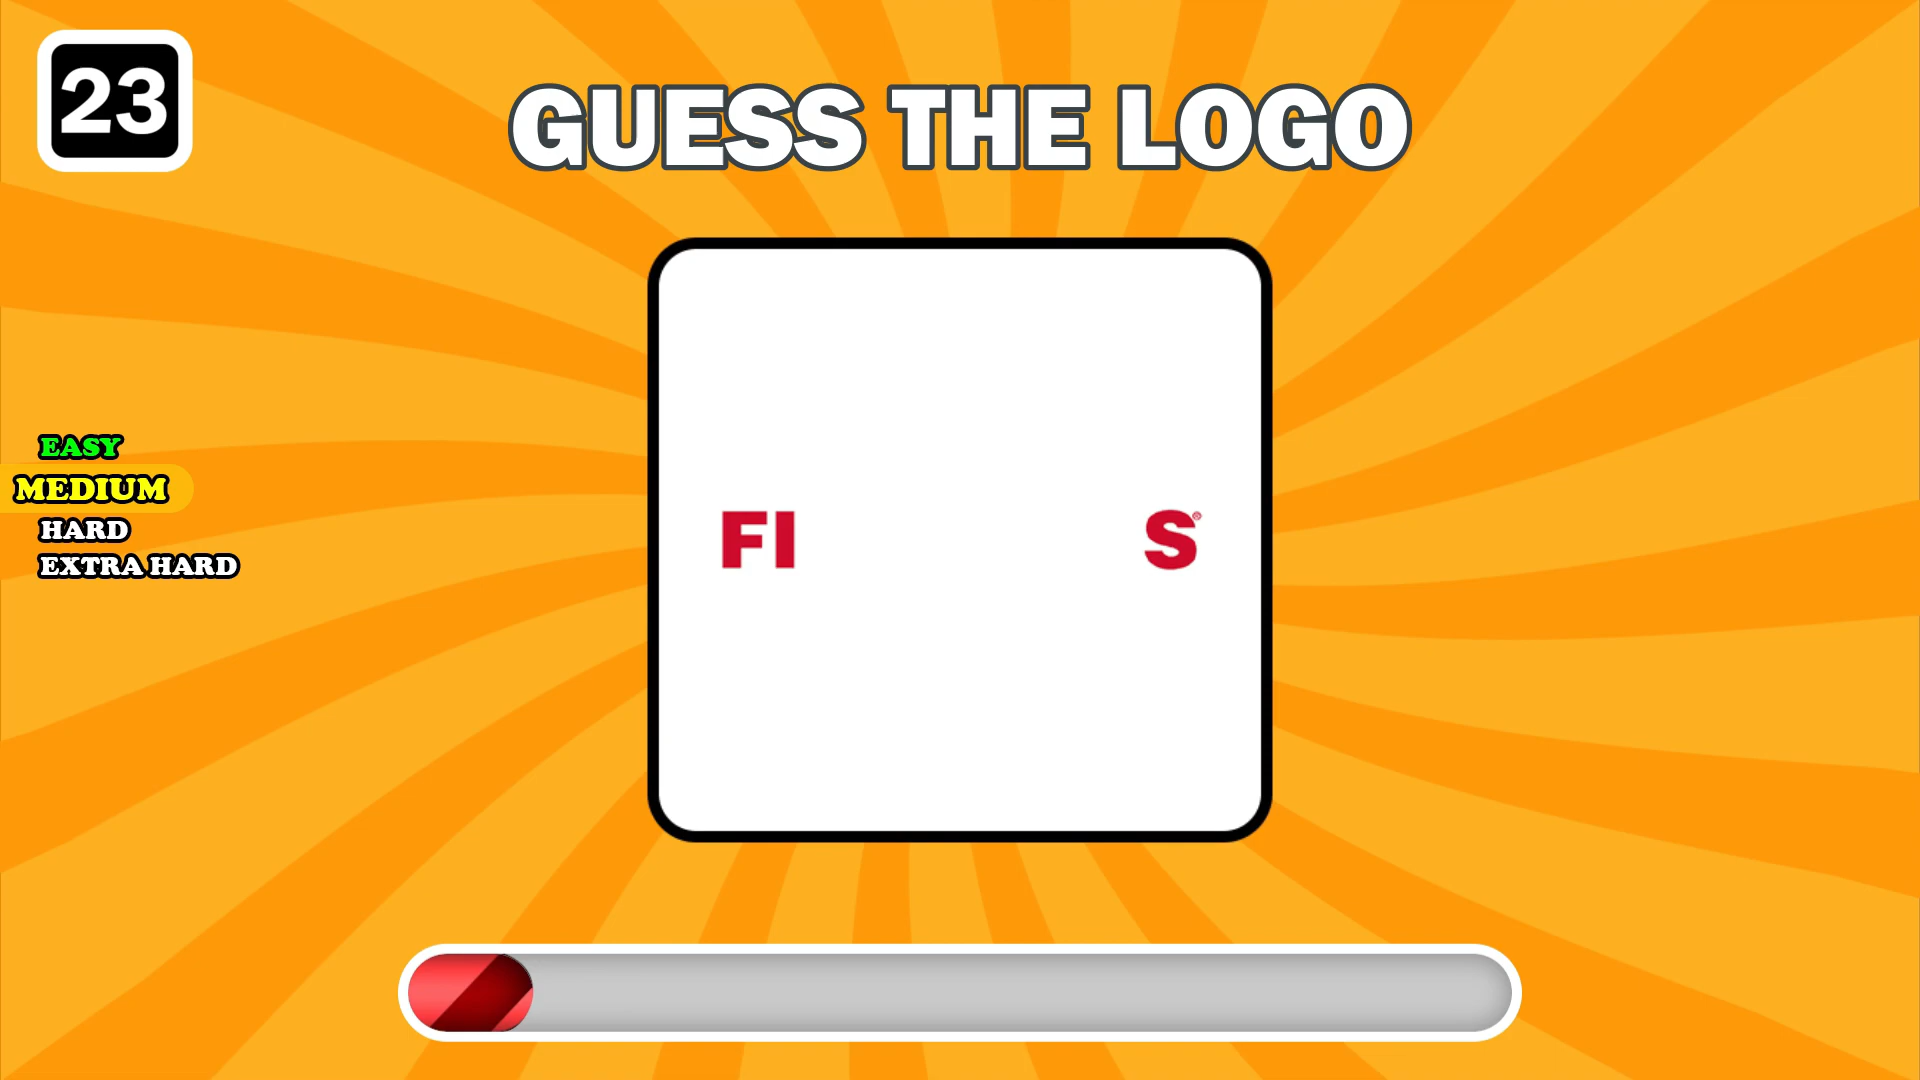 23
GUESS THE LOGO
EASY
MEDIUM
HARD
EXTRA HARD
FI S®